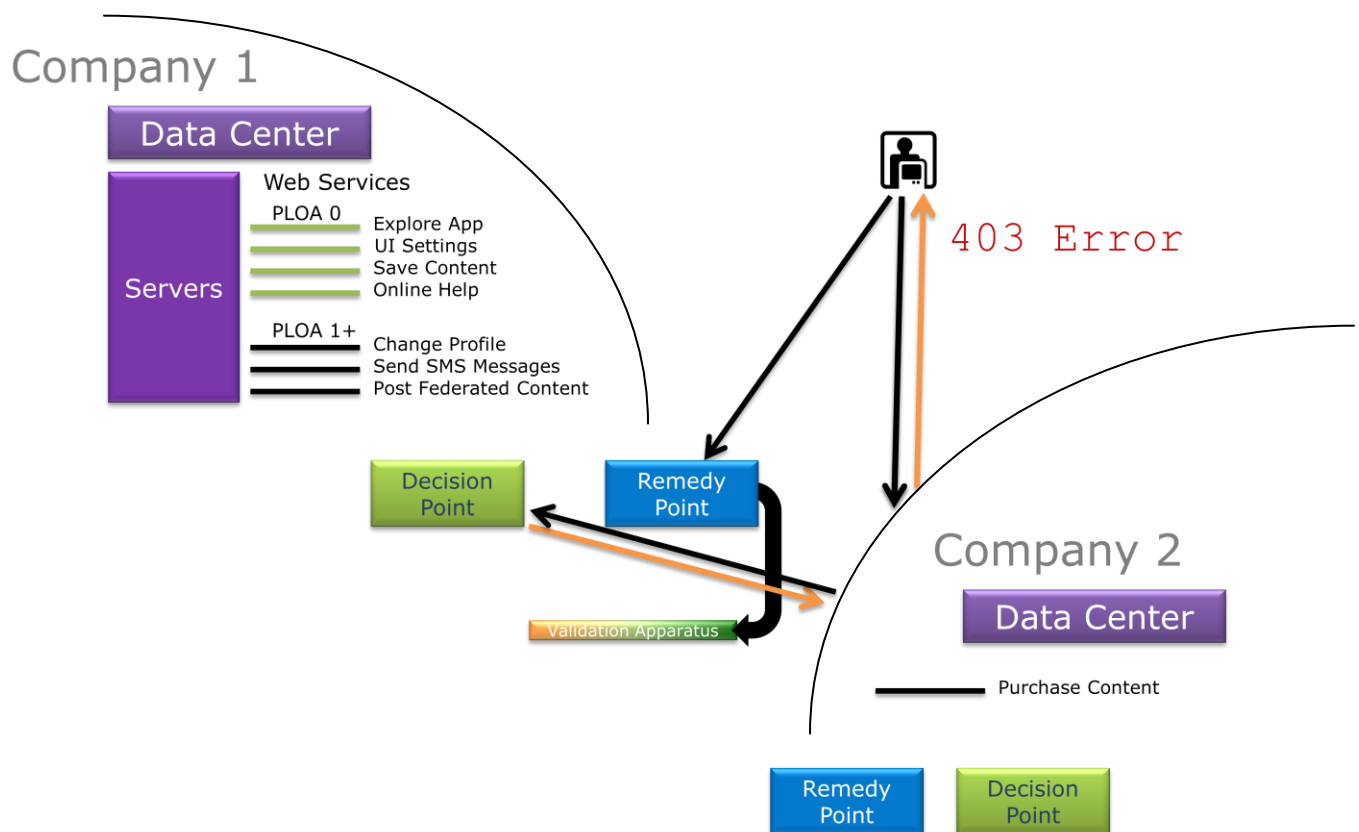 Company 1
Data Center
Servers
Web Services
PLOA 0
Explore App
UI Settings
Save Content
Online Help
PLOA 1+
Change Profile
Send SMS Messages
Post Federated Content
403 Error
Decision
Point
Remedy
Point
Validation Apparatus
Company 2
Data Center
Purchase Content
Remedy
Point
Decision
Point